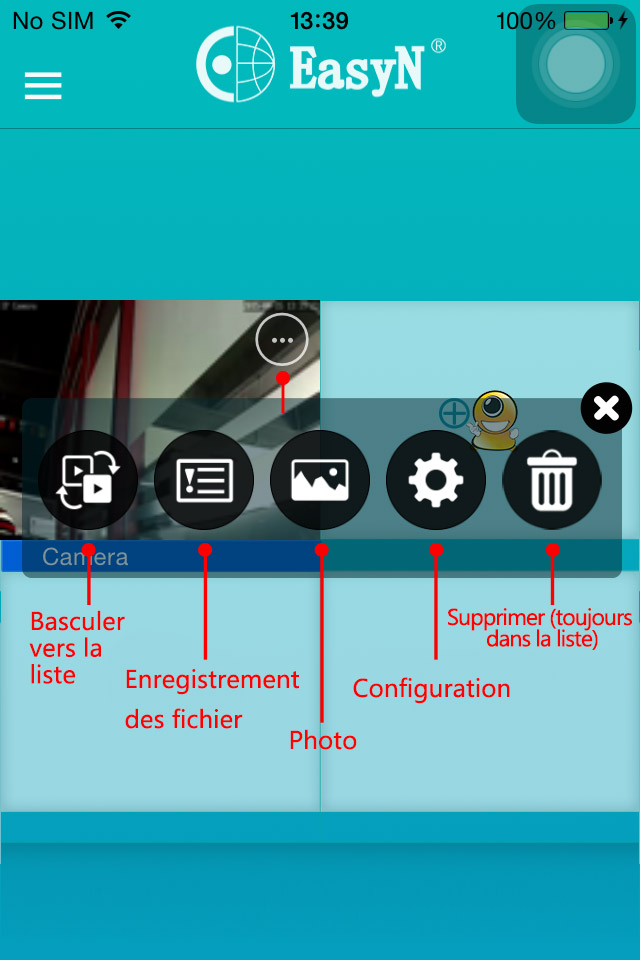 No SIM 13:39 100%
EasyN®
Camera
Basculer
vers la
liste
Enregistrement
des fichier
Photo
Configuration
Supprimer (toujours
dans la liste)